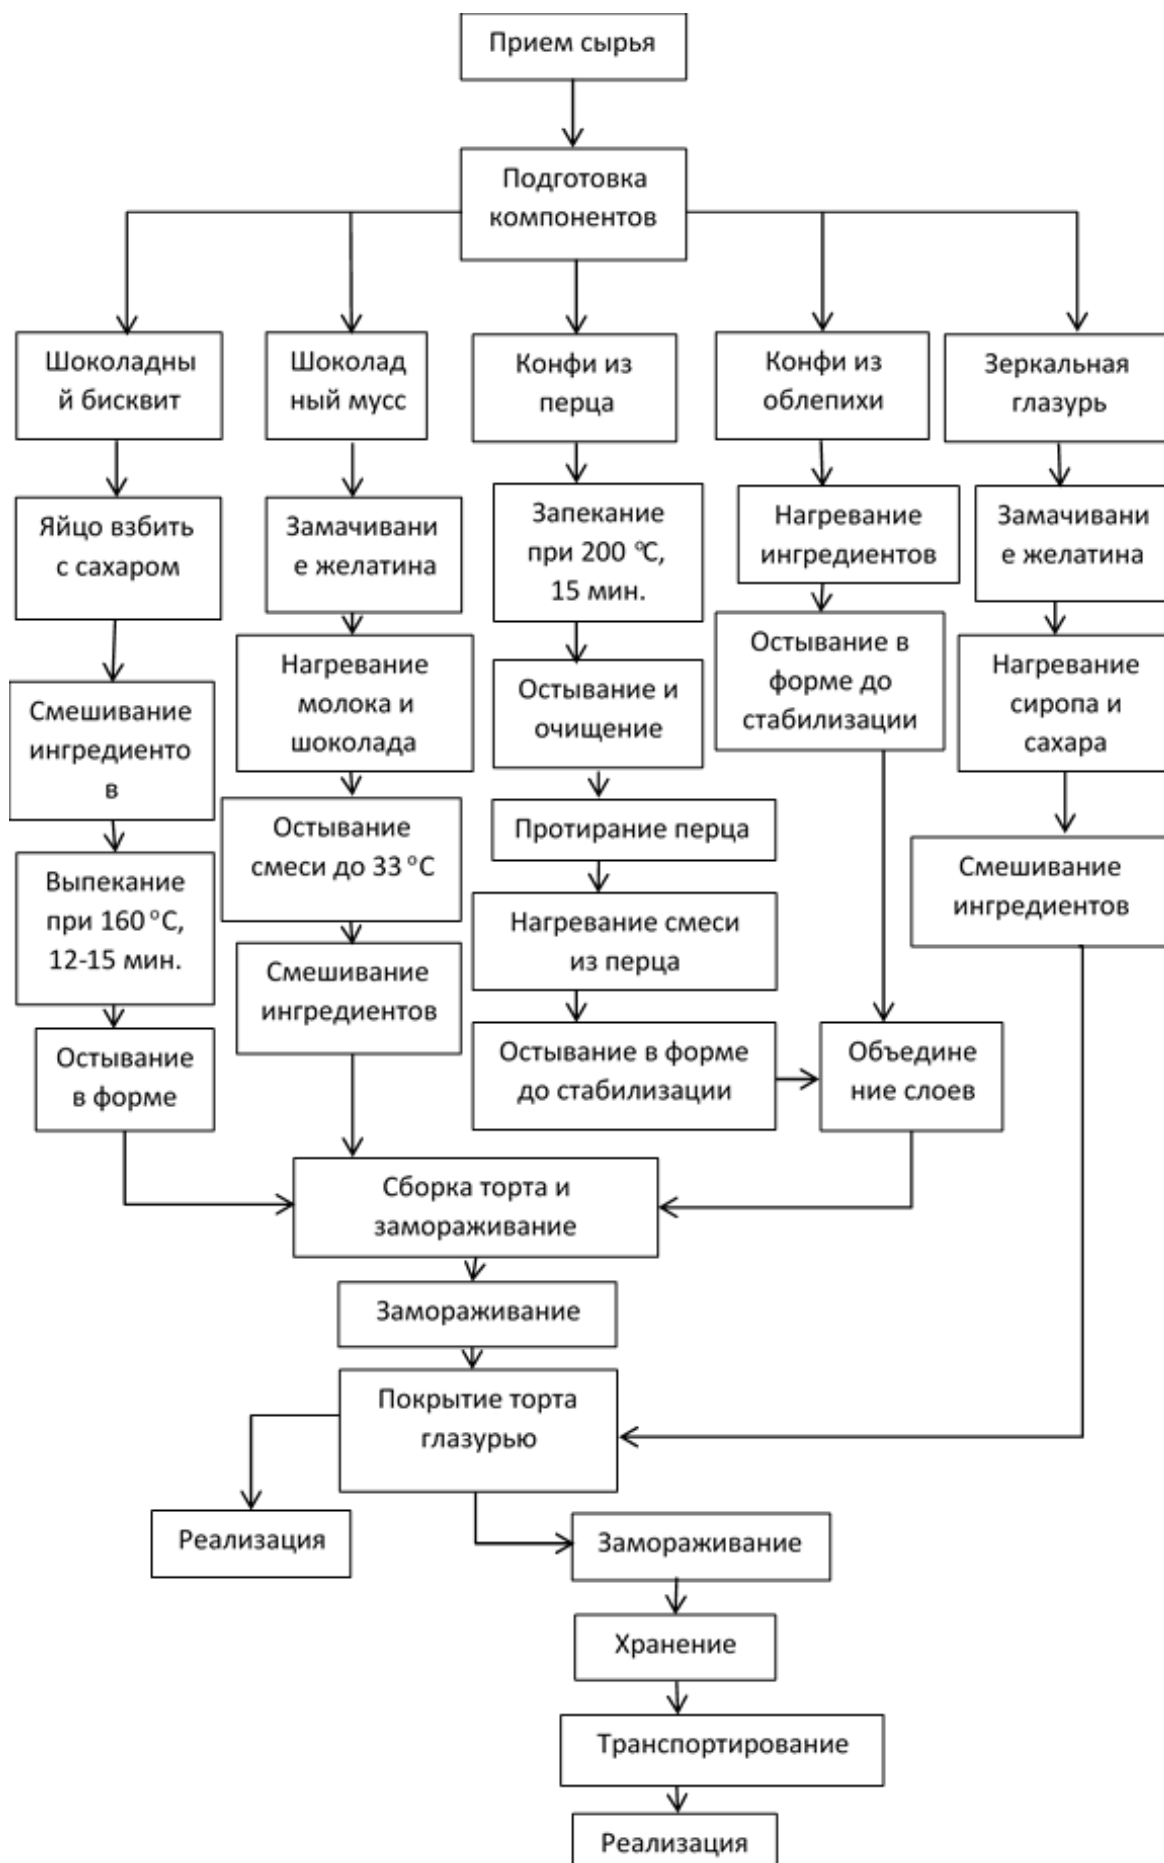 Прием сырья
Подготовка
компонентов
Шоколадны
й бисквит
Шоколад
ный мусс
Конфи из
перца
Конфи из
облепихи
Зеркальная
глазурь
Яйцо взбить
с сахаром
Замачивани
е желатина
Запекание
при 200 °С,
15 мин.
Нагревание
ингредиентов
Замачивани
е желатина
Смешивание
ингредиенто
в
Нагревание
молока и
шоколада
Остывание и
очищение
Остывание в
форме до
стабилизации
Нагревание
сиропа и
сахара
Выпекание
при 160 °С,
12-15 мин.
Остывание
смеси до 33 °С
Протирание перца
Смешивание
ингредиентов
Нагревание смеси
из перца
Остывание
в форме
Смешивание
ингредиентов
Остывание в форме
до стабилизации
Объедине
ние слоев
Сборка торта и
замораживание
Замораживание
Покрытие торта
глазурью
Реализация
Замораживание
Хранение
Транспортирование
Реализация